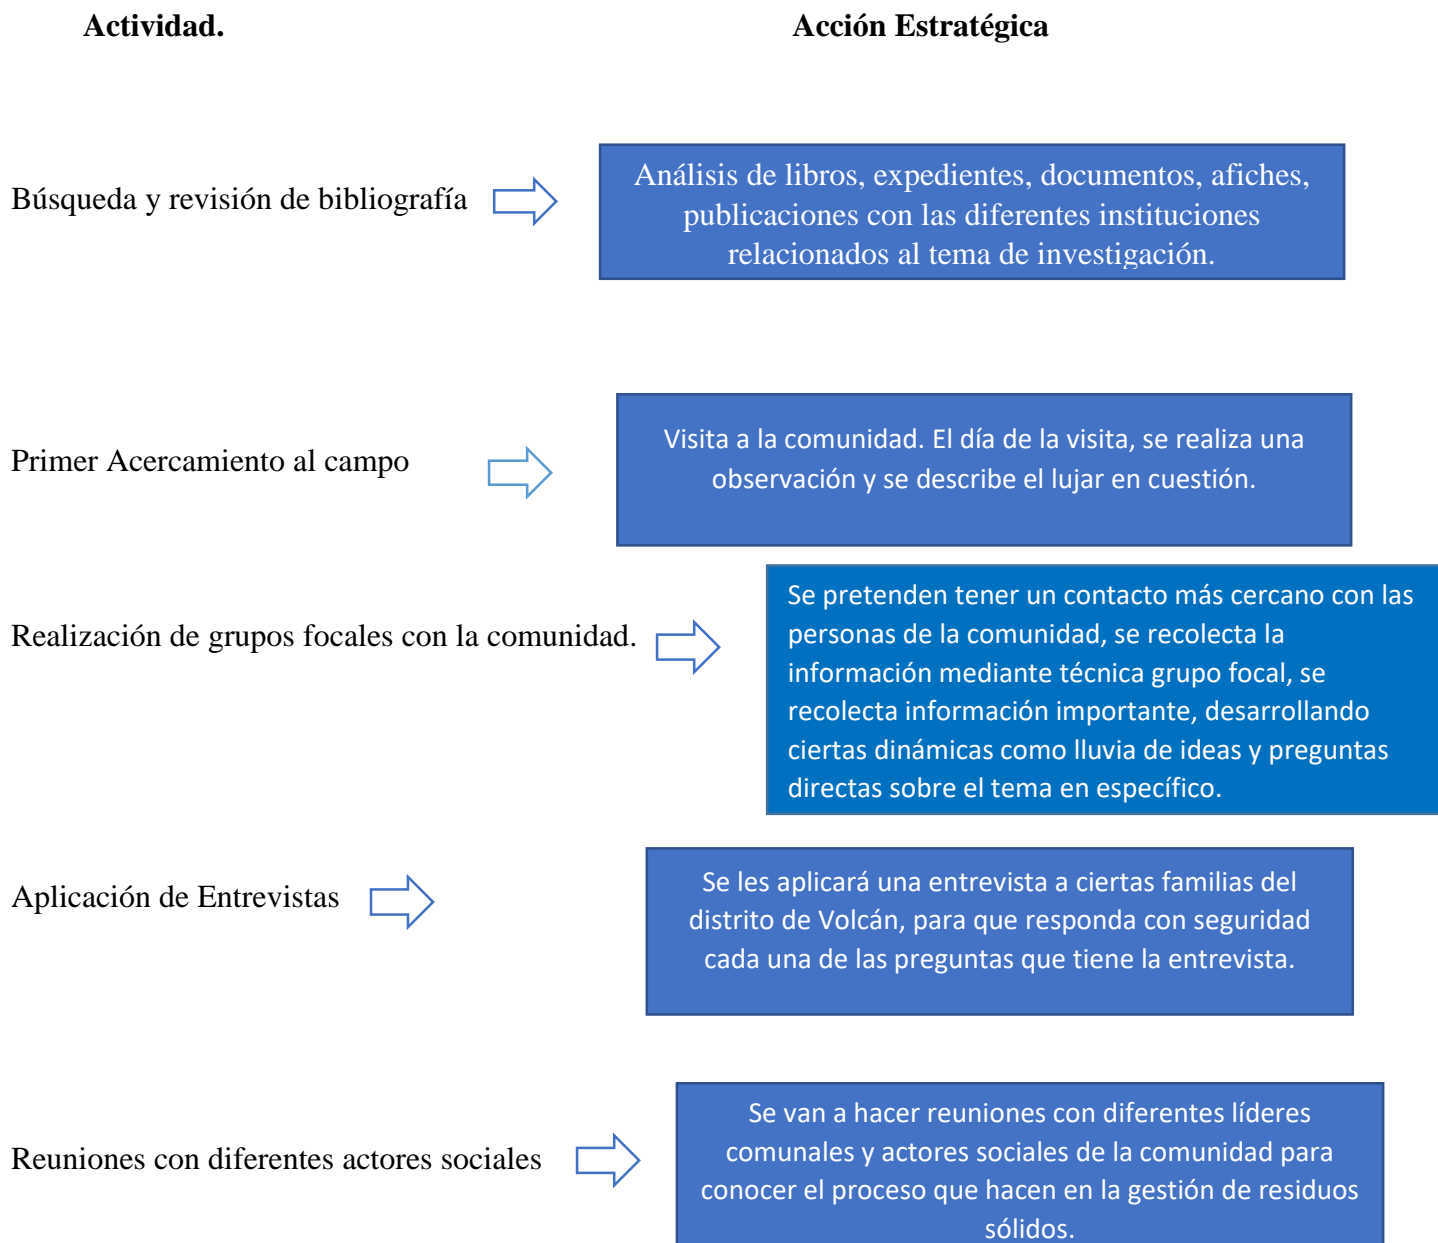 Actividad.
Acción Estratégica
Búsqueda y revisión de bibliografía
Análisis de libros, expedientes, documentos, afiches,
publicaciones con las diferentes instituciones
relacionados al tema de investigación.
Primer Acercamiento al campo
Visita a la comunidad. El día de la visita, se realiza una
observación y se describe el lujar en cuestión.
Realización de grupos focales con la comunidad.
Se pretenden tener un contacto más cercano con las
personas de la comunidad, se recolecta la
información mediante técnica grupo focal, se
recolecta información importante, desarrollando
ciertas dinámicas como lluvia de ideas y preguntas
directas sobre el tema en específico.
Aplicación de Entrevistas
Se les aplicará una entrevista a ciertas familias del
distrito de Volcán, para que responda con seguridad
cada una de las preguntas que tiene la entrevista.
Reuniones con diferentes actores sociales
Se van a hacer reuniones con diferentes líderes
comunales y actores sociales de la comunidad para
conocer el proceso que hacen en la gestión de residuos
sólidos.